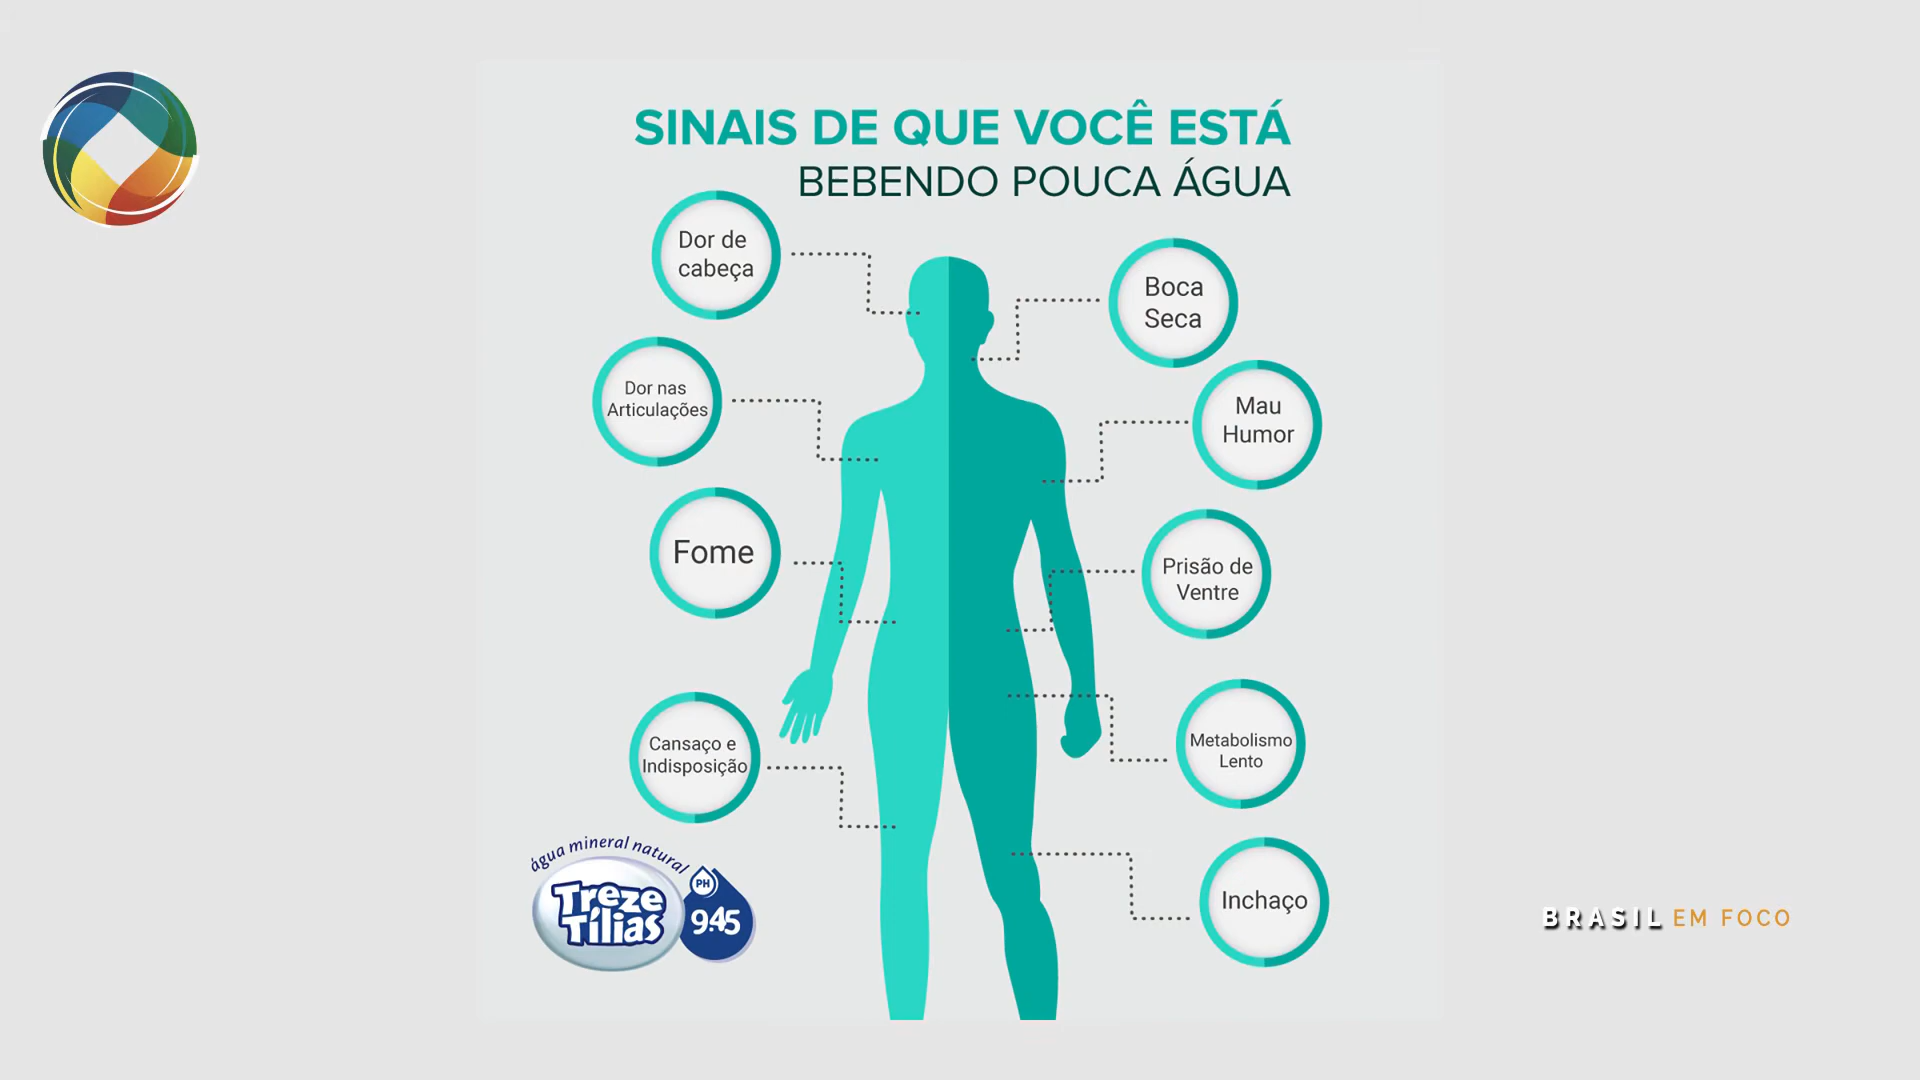 SINAIS DE QUE VOCÊ ESTÁ
BEBENDO POUCA ÁGUA
Dor de
cabeça
Boca
Seca
Dor nas
Articulações
Mau
Humor
Fome
Prisão de
Ventre
Cansaço e
Indisposição
Metabolismo
Lento
Inchaço
água mineral natural
Treze
Tílias
PH
9.45
BRASIL EM FOCO